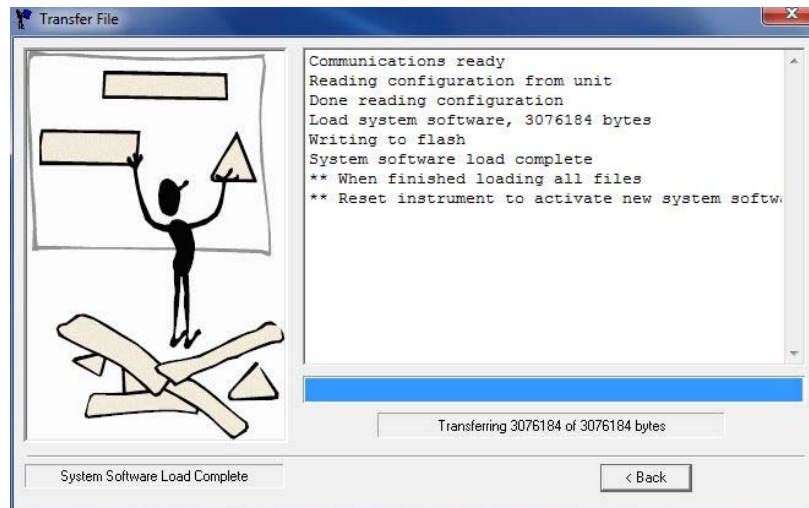 Transfer File
Communications ready
Reading configuration from unit
Done reading configuration
Load system software, 3076184 bytes
Writing to flash
System software load complete
** When finished loading all files
** Reset instrument to activate new system softw
Transferring 3076184 of 3076184 bytes
System Software Load Complete
< Back